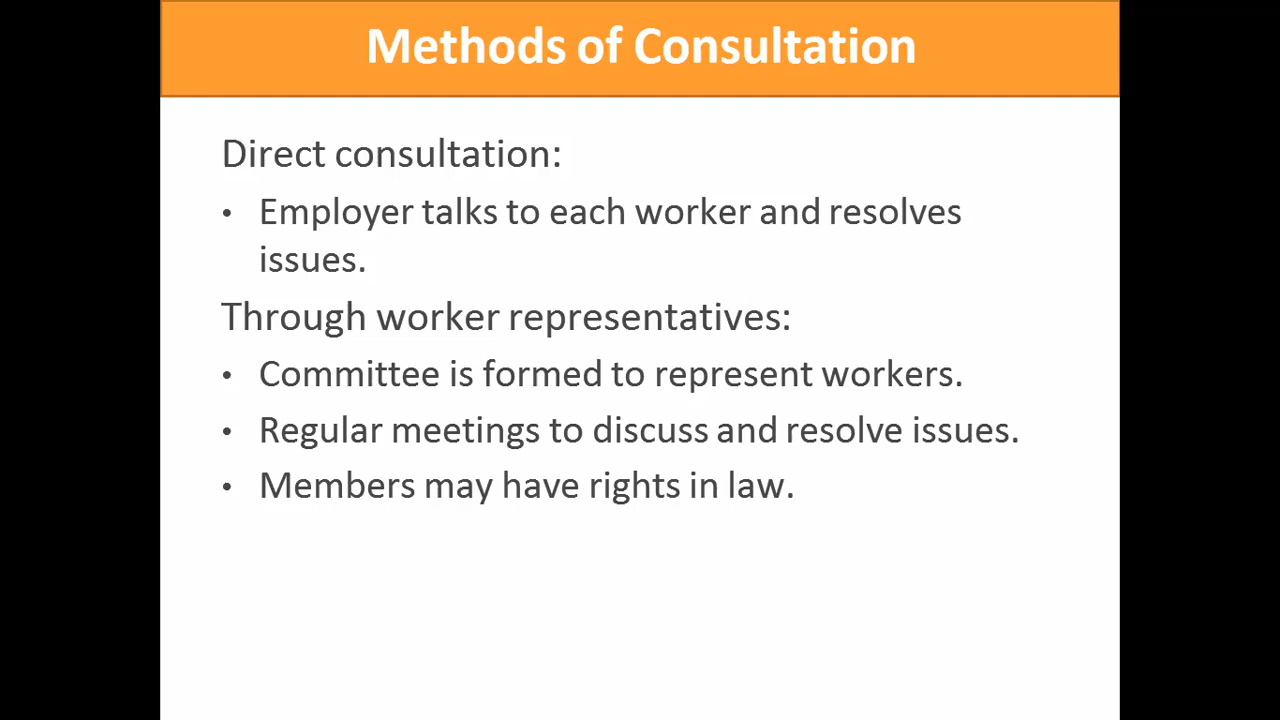 Methods of Consultation
Direct consultation:
• Employer talks to each worker and resolves
issues.
Through worker representatives:
• Committee is formed to represent workers.
• Regular meetings to discuss and resolve issues.
• Members may have rights in law.